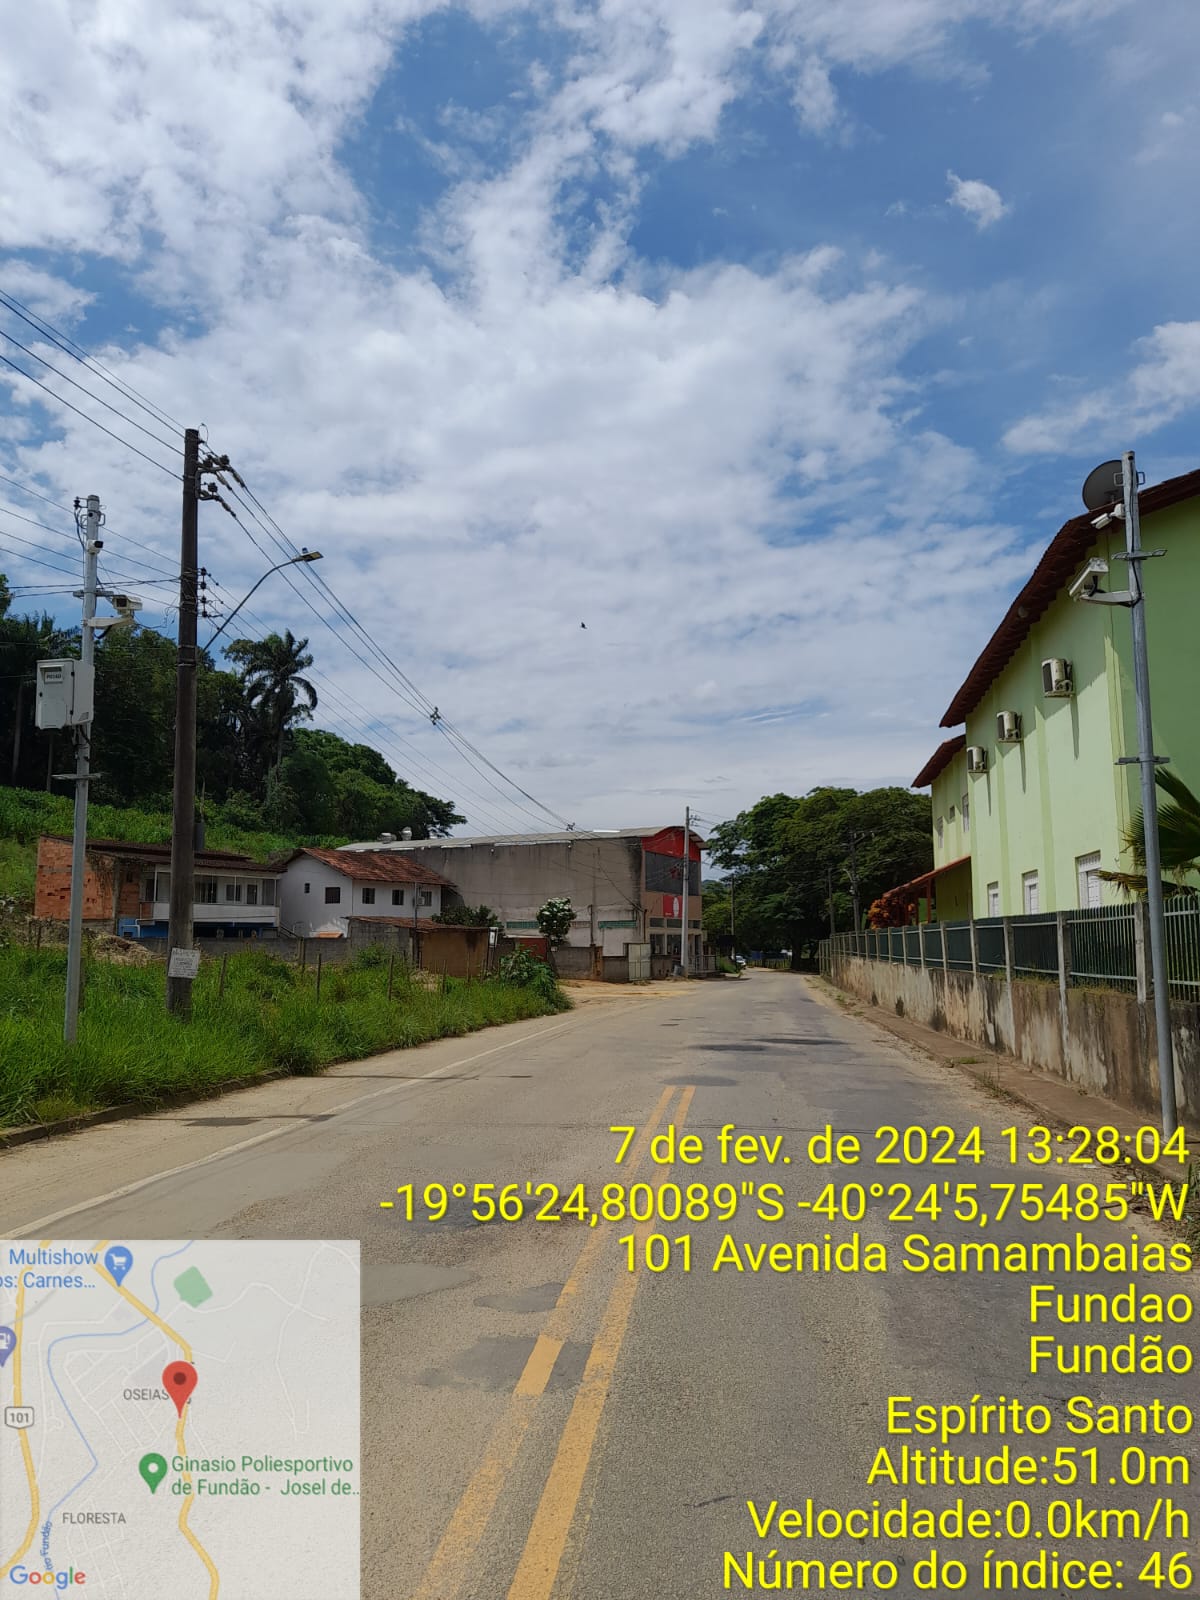 7 de fev. de 2024 13:28:04
-19°56'24,80089"S -40°24'5,75485"W
101 Avenida Samambaias
Fundao
Fundão
Espírito Santo
Altitude:51.0m
Velocidade:0.0km/h
Número do índice: 46
Multishow
os: Carnes...
OSEIAS
101
Ginasio Poliesportivo
de Fundão - Josel de...
FLORESTA
Google